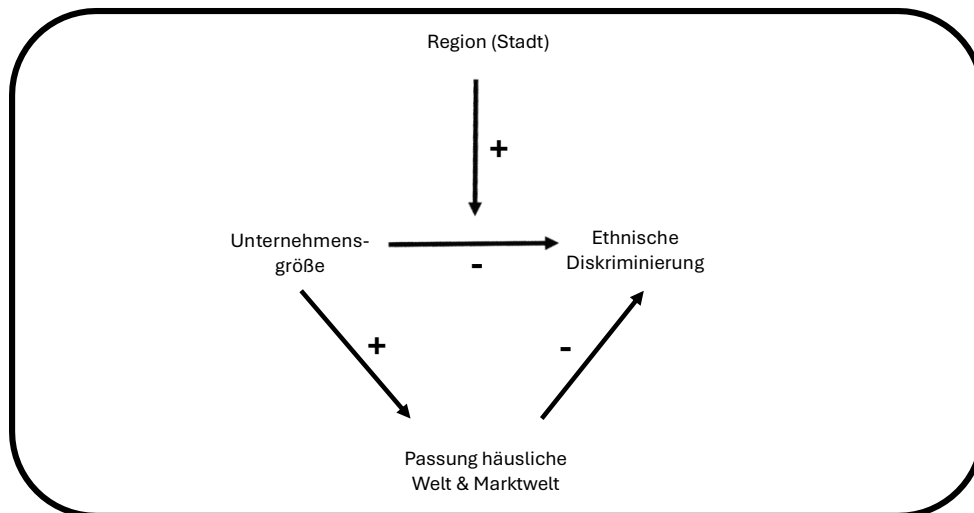 Region (Stadt)
+
Unternehmens-
größe
-
Ethnische
Diskriminierung
+
-
Passung häusliche
Welt & Marktwelt